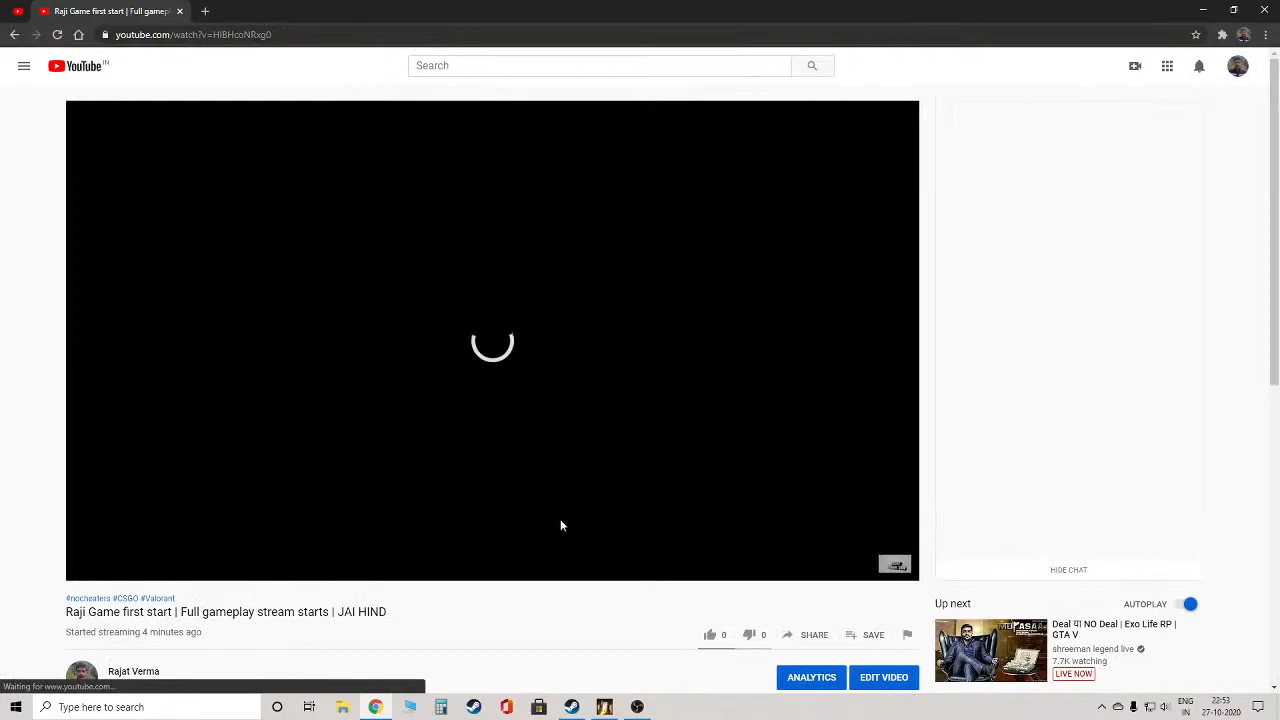 Raji Game first start | Full gamepl
youtube.com/watch?v=HIBHcoNRxg0
YouTube IN
Search
HIDE CHAT
#nocheaters #CSGO #Valorant
Raji Game first start | Full gameplay stream starts | JAI HIND
Started streaming 4 minutes ago
0
0
SHARE
SAVE
Rajat Verma
ANALYTICS
EDIT VIDEO
Up next
AUTOPLAY
Deal या NO Deal | Exo Life RP |
GTA V
shreeman legend live
7.7K watching
LIVE NOW
Waiting for www.youtube.com...
Type here to search
ENG
IN
22:53
27-10-2020